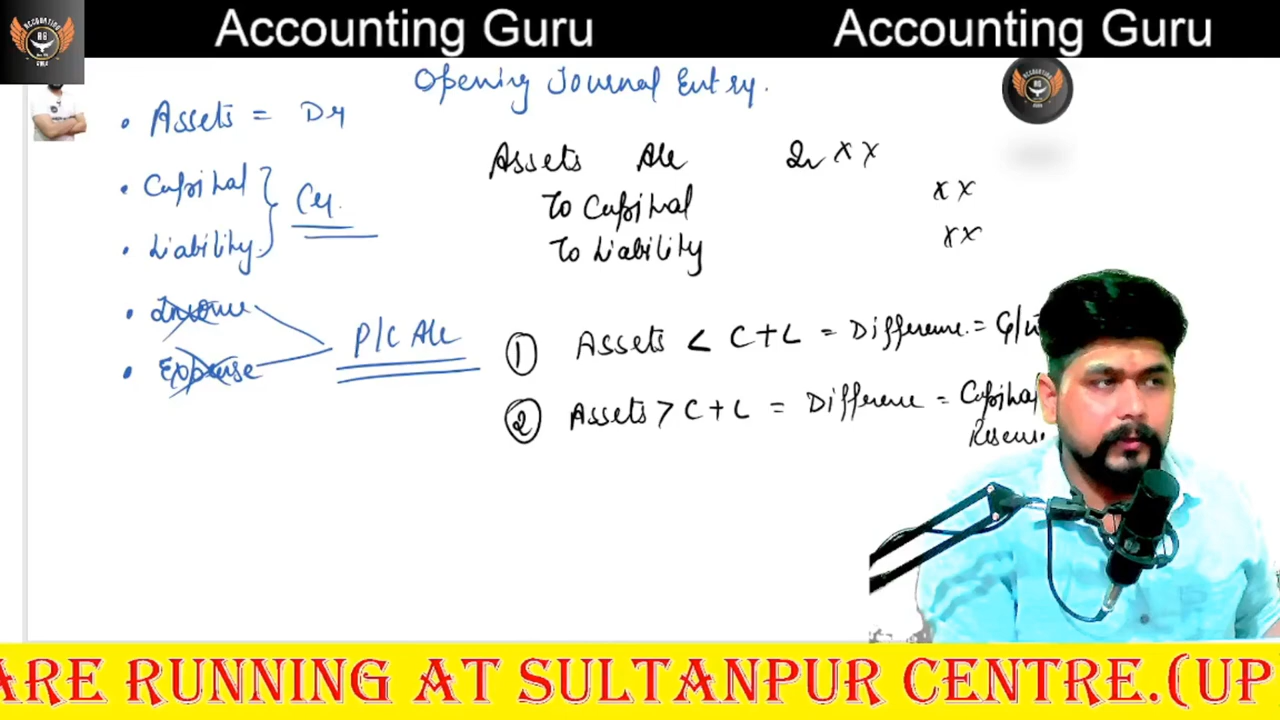 Accounting Guru Accounting Guru
Opening Journal Entry.
• Assets = Dr
• Capital
• Liability
Cr.
• Income
• Expense
P/L A/c
Assets A/c Dr XX
To Capital XX
To Liability XX
① Assets < C+L = Difference = G/w
② Assets > C+L = Difference = Capital
Reserve
ARE RUNNING AT SULTANPUR CENTRE.(UP